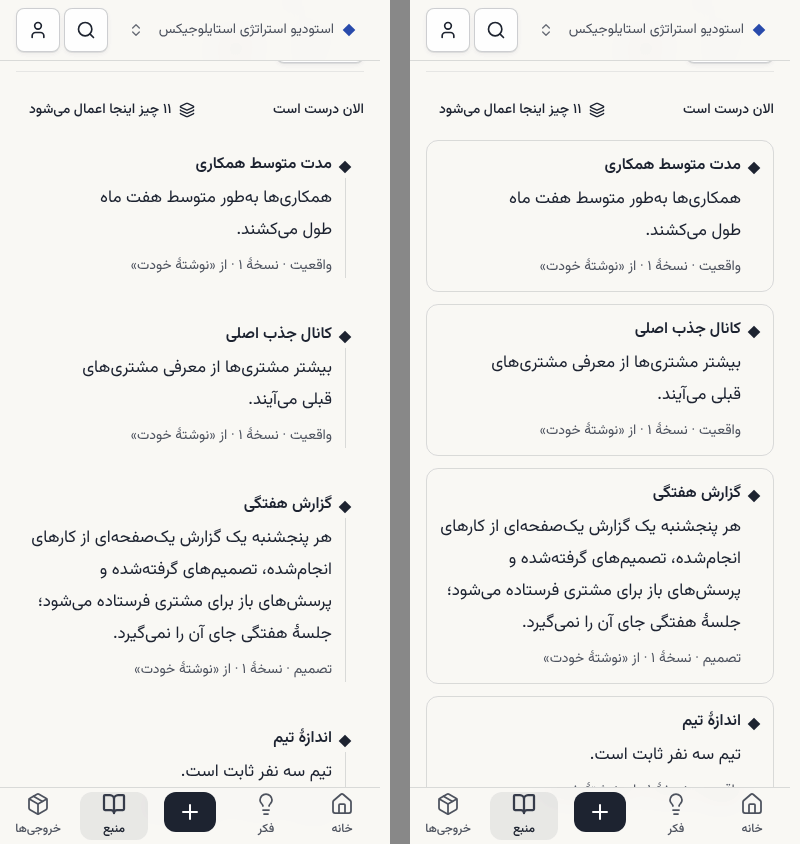 استودیو استراتژی استایلوجیکس
الان درست است
۱۱ چیز اینجا اعمال می‌شود
مدت متوسط همکاری
همکاری‌ها به‌طور متوسط هفت ماه
طول می‌کشند.
واقعیت · نسخهٔ ۱ · از «نوشتهٔ خودت»
کانال جذب اصلی
بیشتر مشتری‌ها از معرفی مشتری‌های
قبلی می‌آیند.
واقعیت · نسخهٔ ۱ · از «نوشتهٔ خودت»
گزارش هفتگی
هر پنجشنبه یک گزارش یک‌صفحه‌ای از کارهای
انجام‌شده، تصمیم‌های گرفته‌شده و
پرسش‌های باز برای مشتری فرستاده می‌شود؛
جلسهٔ هفتگی جای آن را نمی‌گیرد.
تصمیم · نسخهٔ ۱ · از «نوشتهٔ خودت»
اندازهٔ تیم
تیم سه نفر ثابت است.
خانه
فکر
منبع
خروجی‌ها
استودیو استراتژی استایلوجیکس
الان درست است
۱۱ چیز اینجا اعمال می‌شود
مدت متوسط همکاری
همکاری‌ها به‌طور متوسط هفت ماه
طول می‌کشند.
واقعیت · نسخهٔ ۱ · از «نوشتهٔ خودت»
کانال جذب اصلی
بیشتر مشتری‌ها از معرفی مشتری‌های
قبلی می‌آیند.
واقعیت · نسخهٔ ۱ · از «نوشتهٔ خودت»
گزارش هفتگی
هر پنجشنبه یک گزارش یک‌صفحه‌ای از کارهای
انجام‌شده، تصمیم‌های گرفته‌شده و
پرسش‌های باز برای مشتری فرستاده می‌شود؛
جلسهٔ هفتگی جای آن را نمی‌گیرد.
تصمیم · نسخهٔ ۱ · از «نوشتهٔ خودت»
اندازهٔ تیم
تیم سه نفر ثابت است.
خانه
فکر
منبع
خروجی‌ها